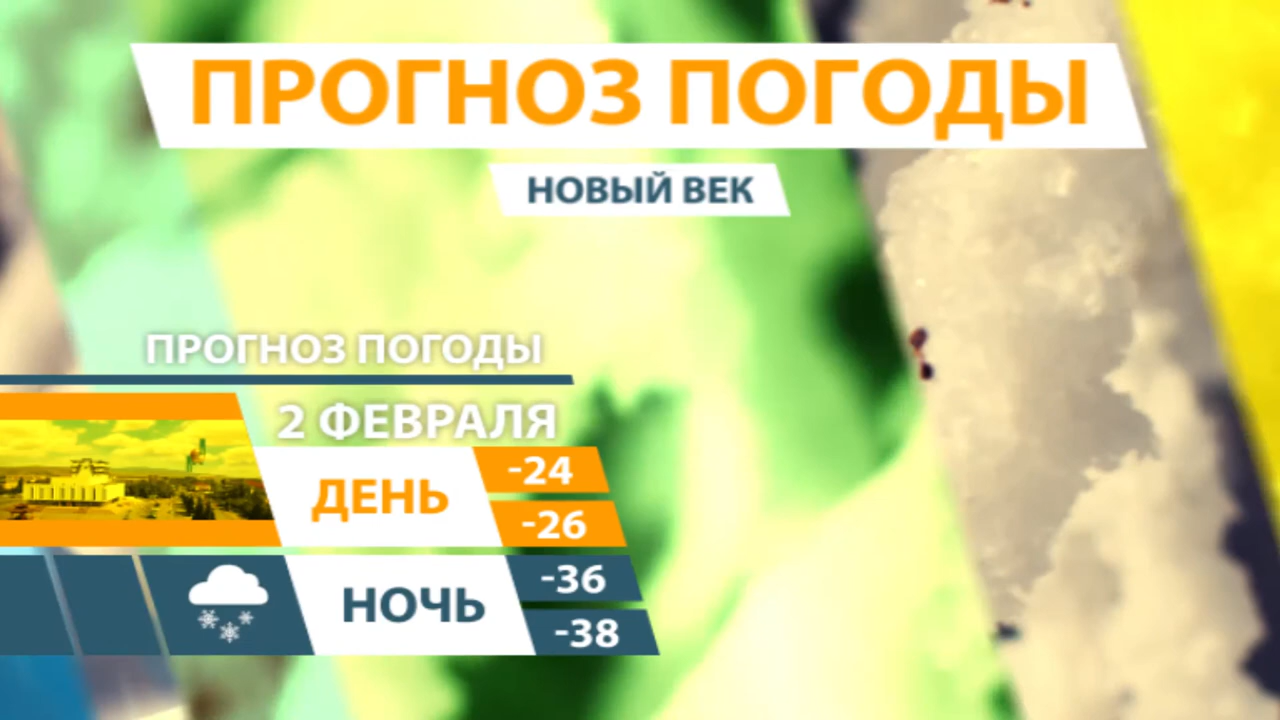 ПРОГНОЗ ПОГОДЫ
НОВЫЙ ВЕК
ПРОГНОЗ ПОГОДЫ
2 ФЕВРАЛЯ
ДЕНЬ
-24
-26
НОЧЬ
-36
-38